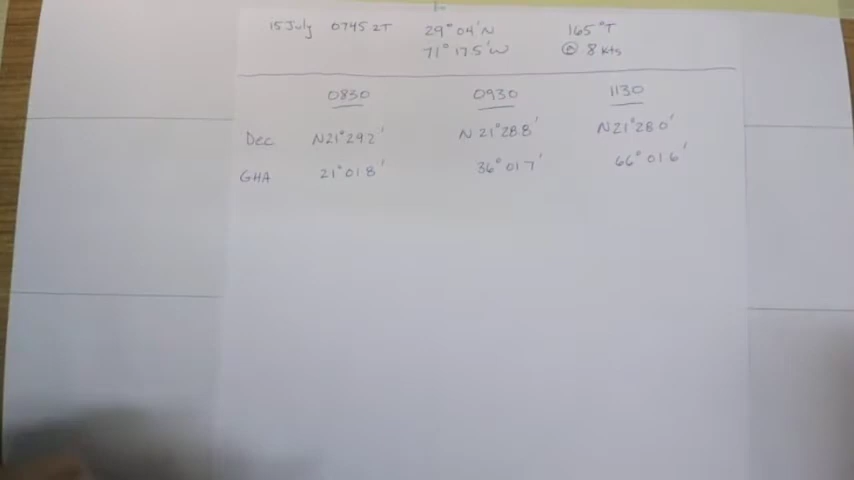 15 July 0745 ZT 29° 04' N 165 °T
71° 17.5' W @ 8 kts
0830 0930 1130
Dec N21° 29.2' N 21° 28.8' N21° 28.0'
GHA 21° 01.8' 36° 01.7' 66° 01.6'